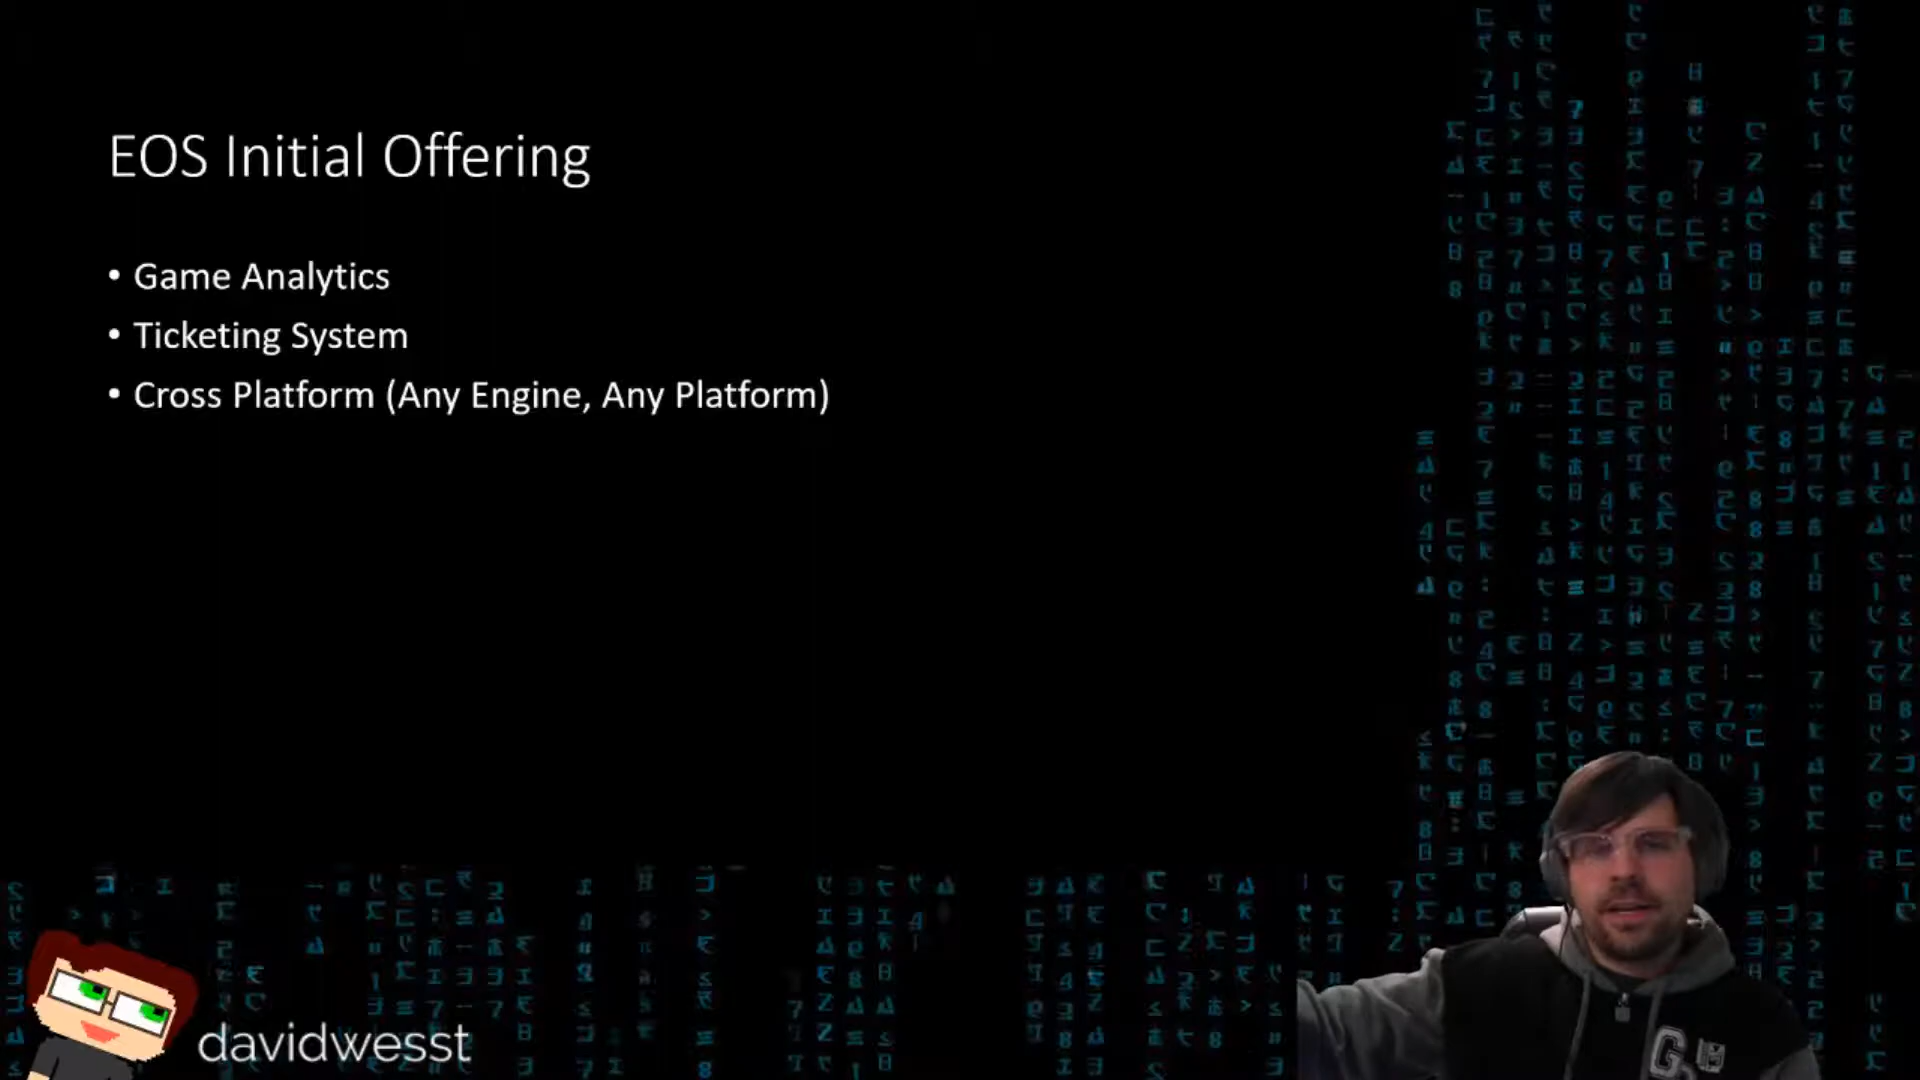 EOS Initial Offering
• Game Analytics
• Ticketing System
• Cross Platform (Any Engine, Any Platform)
davidwesst